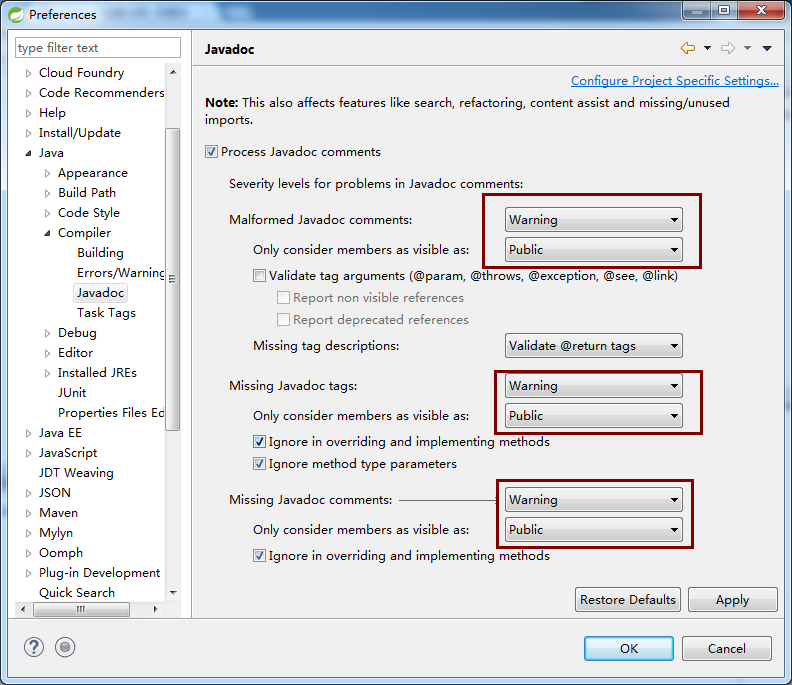 Preferences
type filter text
Cloud Foundry
Code Recommenders
Help
Install/Update
Java
Appearance
Build Path
Code Style
Compiler
Building
Errors/Warning
Javadoc
Task Tags
Debug
Editor
Installed JREs
JUnit
Properties Files Ed
Java EE
JavaScript
JDT Weaving
JSON
Maven
Mylyn
Oomph
Plug-in Development
Quick Search
Javadoc
Configure Project Specific Settings...
Note: This also affects features like search, refactoring, content assist and missing/unused
imports.
Process Javadoc comments
Severity levels for problems in Javadoc comments:
Malformed Javadoc comments: Warning
Only consider members as visible as: Public
Validate tag arguments (@param, @throws, @exception, @see, @link)
Report non visible references
Report deprecated references
Missing tag descriptions: Validate @return tags
Missing Javadoc tags: Warning
Only consider members as visible as: Public
Ignore in overriding and implementing methods
Ignore method type parameters
Missing Javadoc comments: Warning
Only consider members as visible as: Public
Ignore in overriding and implementing methods
Restore Defaults Apply
OK Cancel